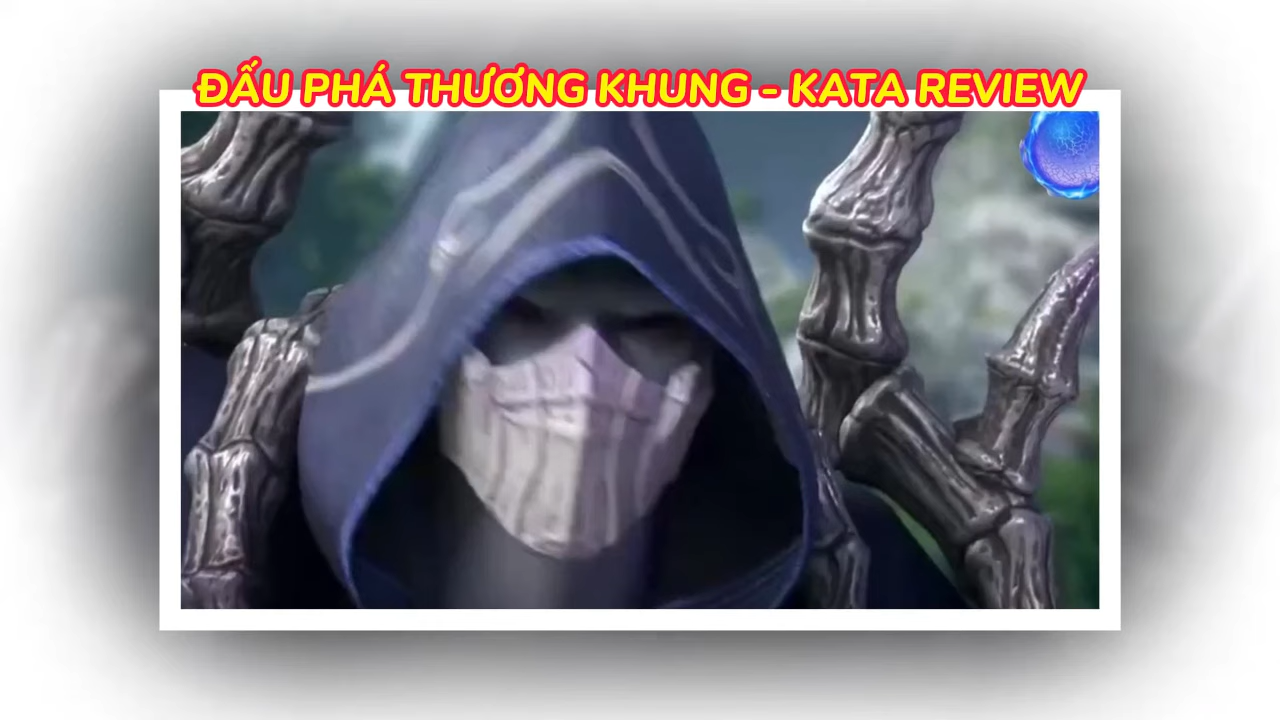 ĐẤU PHÁ THƯƠNG KHUNG - KATA REVIEW